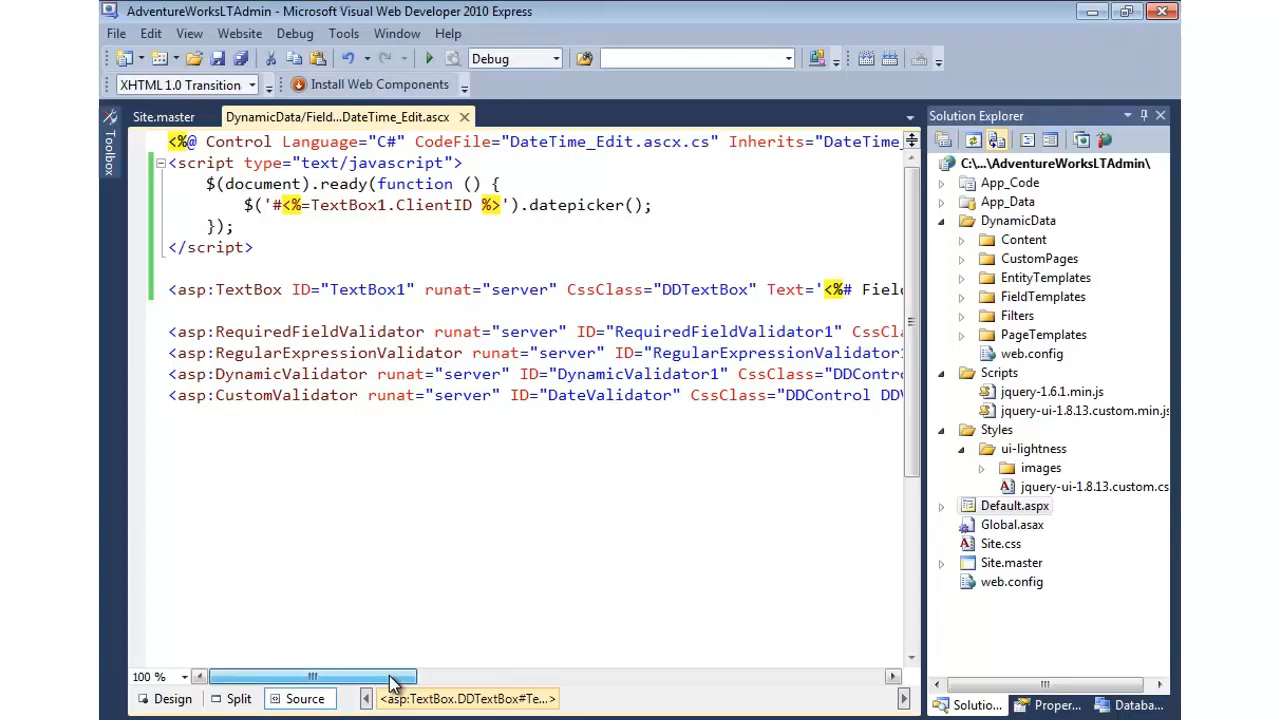 AdventureWorksLTAdmin - Microsoft Visual Web Developer 2010 Express
File Edit View Website Debug Tools Window Help
Debug
XHTML 1.0 Transition Install Web Components
Toolbox
Site.master DynamicData/Field...DateTime_Edit.ascx
<%@ Control Language="C#" CodeFile="DateTime_Edit.ascx.cs" Inherits="DateTime_
<script type="text/javascript">
$(document).ready(function () {
$('#<%=TextBox1.ClientID %>').datepicker();
});
</script>
<asp:TextBox ID="TextBox1" runat="server" CssClass="DDTextBox" Text='<%# Fiel
<asp:RequiredFieldValidator runat="server" ID="RequiredFieldValidator1" CssCl
<asp:RegularExpressionValidator runat="server" ID="RegularExpressionValidator1
<asp:DynamicValidator runat="server" ID="DynamicValidator1" CssClass="DDContro
<asp:CustomValidator runat="server" ID="DateValidator" CssClass="DDControl DDV
100 %
Design Split Source <asp:TextBox.DDTextBox#Te...>
Solution Explorer
C:\...\AdventureWorksLTAdmin\
App_Code
App_Data
DynamicData
Content
CustomPages
EntityTemplates
FieldTemplates
Filters
PageTemplates
web.config
Scripts
jquery-1.6.1.min.js
jquery-ui-1.8.13.custom.min.js
Styles
ui-lightness
images
jquery-ui-1.8.13.custom.cs
Default.aspx
Global.asax
Site.css
Site.master
web.config
Solutio... Proper... Databa...